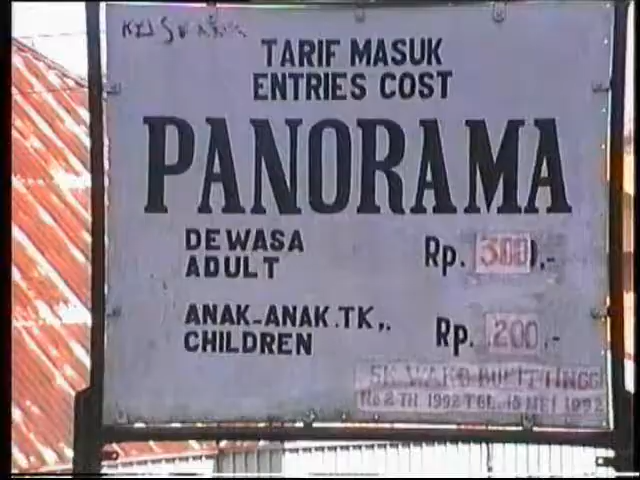 TARIF MASUK
ENTRIES COST
PANORAMA
DEWASA
ADULT
Rp. 300,-
ANAK-ANAK.TK,.
CHILDREN
Rp. 200,-
SK WAKO BUKITTINGGI
No 2 TH 1992 TGL. 13 MEI 1992